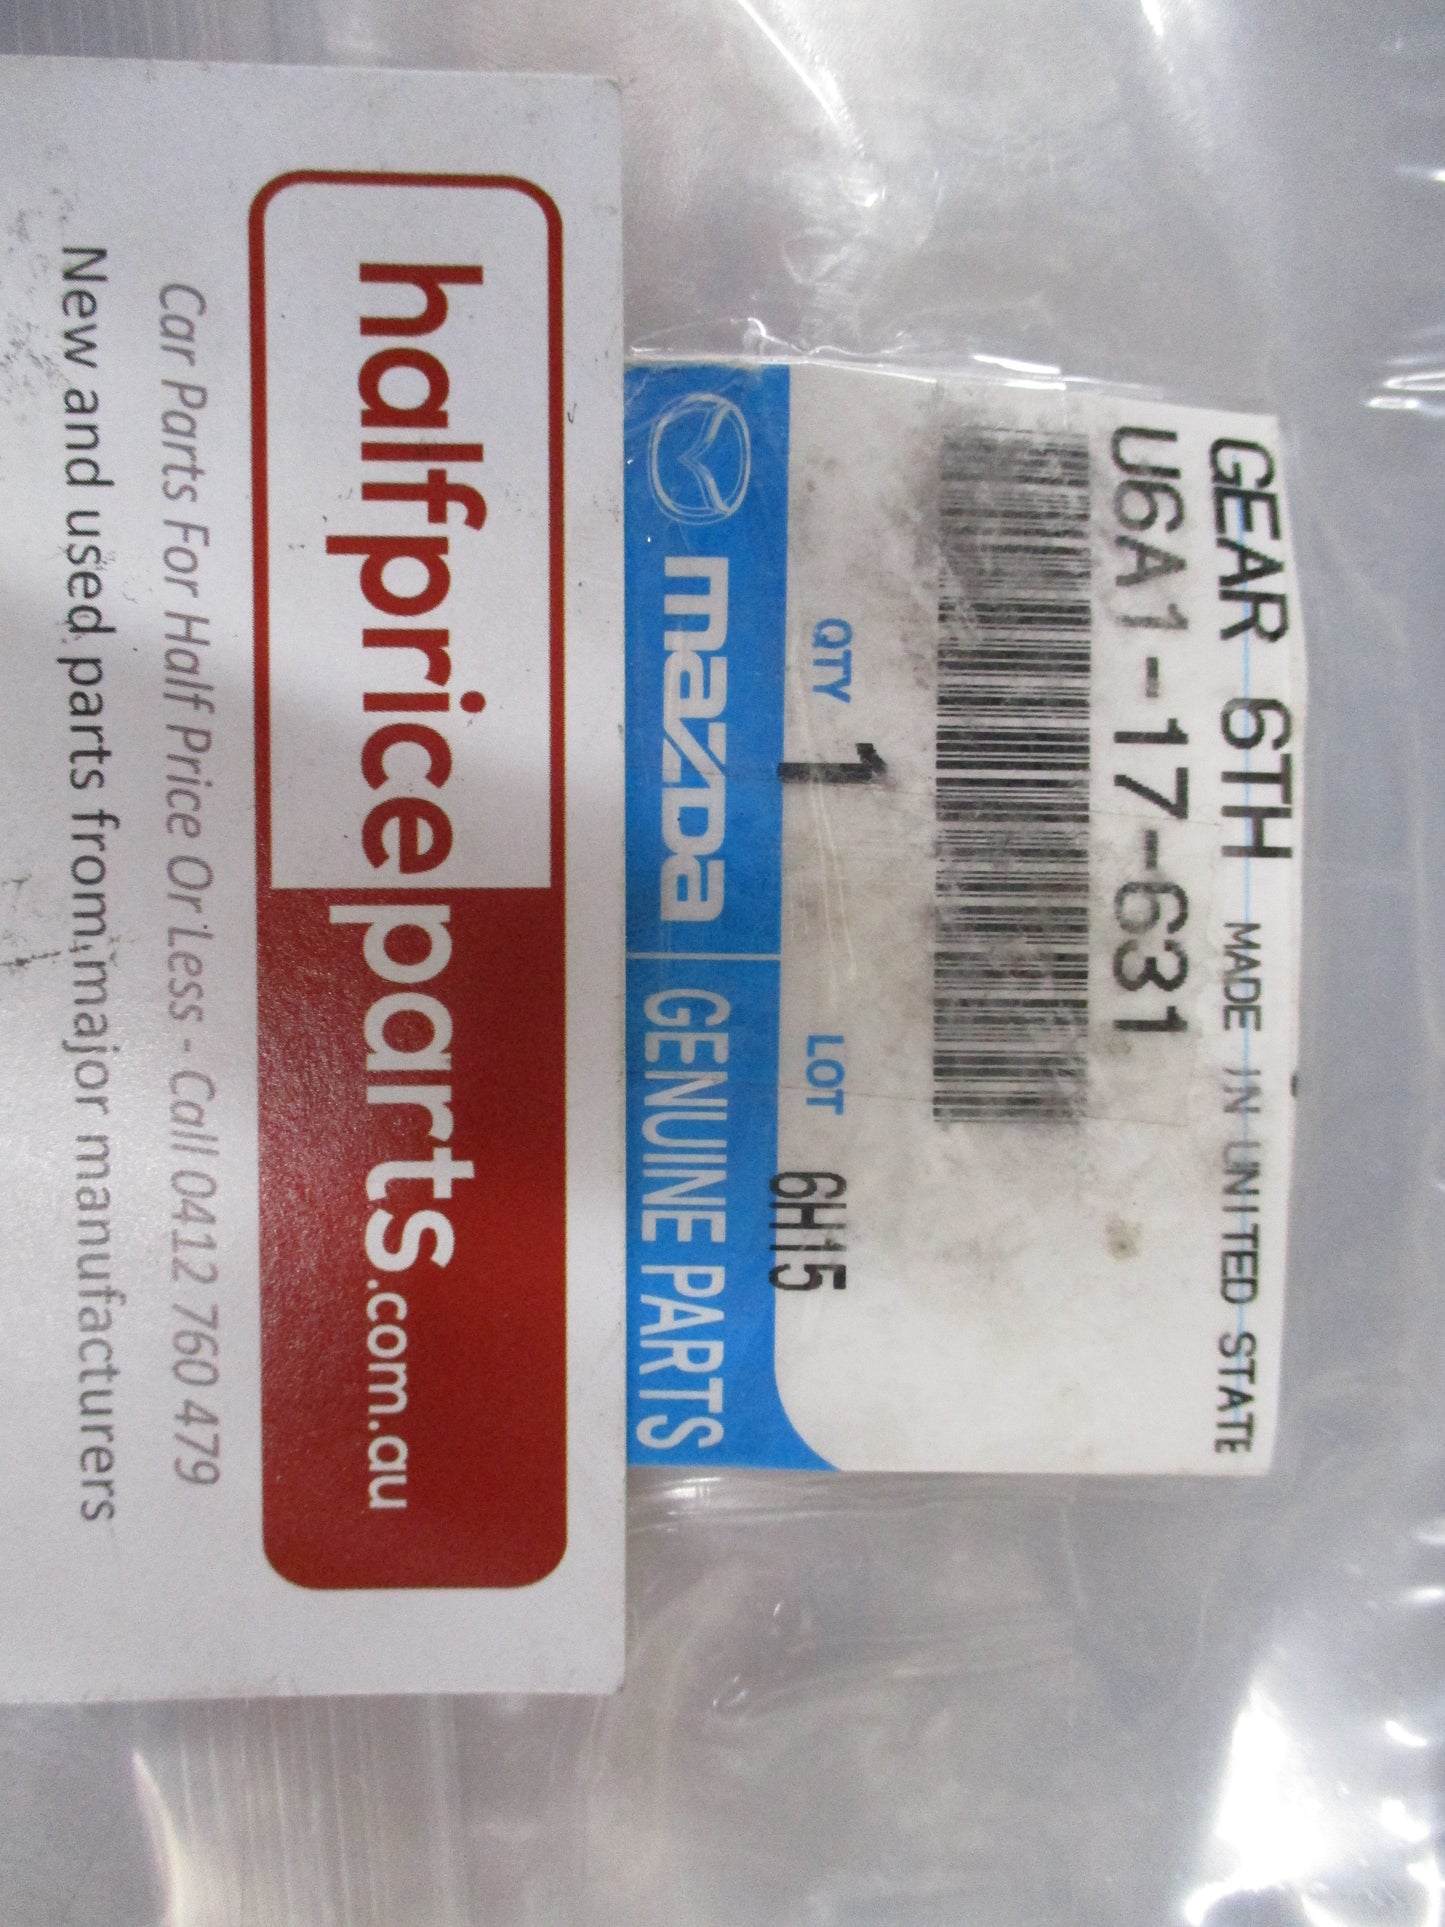 GEAR 6TH MADE IN UNITED STATE
U6A1-17-631
QTY 1 LOT 6H15
mazda GENUINE PARTS
halfpriceparts.com.au
Car Parts For Half Price Or Less - Call 0412 760 479
New and used parts from major manufacturers